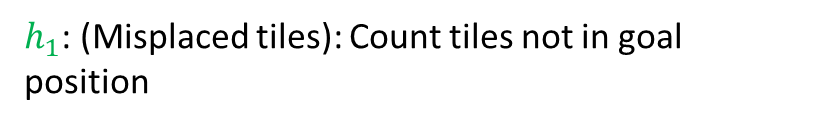 h₁: (Misplaced tiles): Count tiles not in goal
position